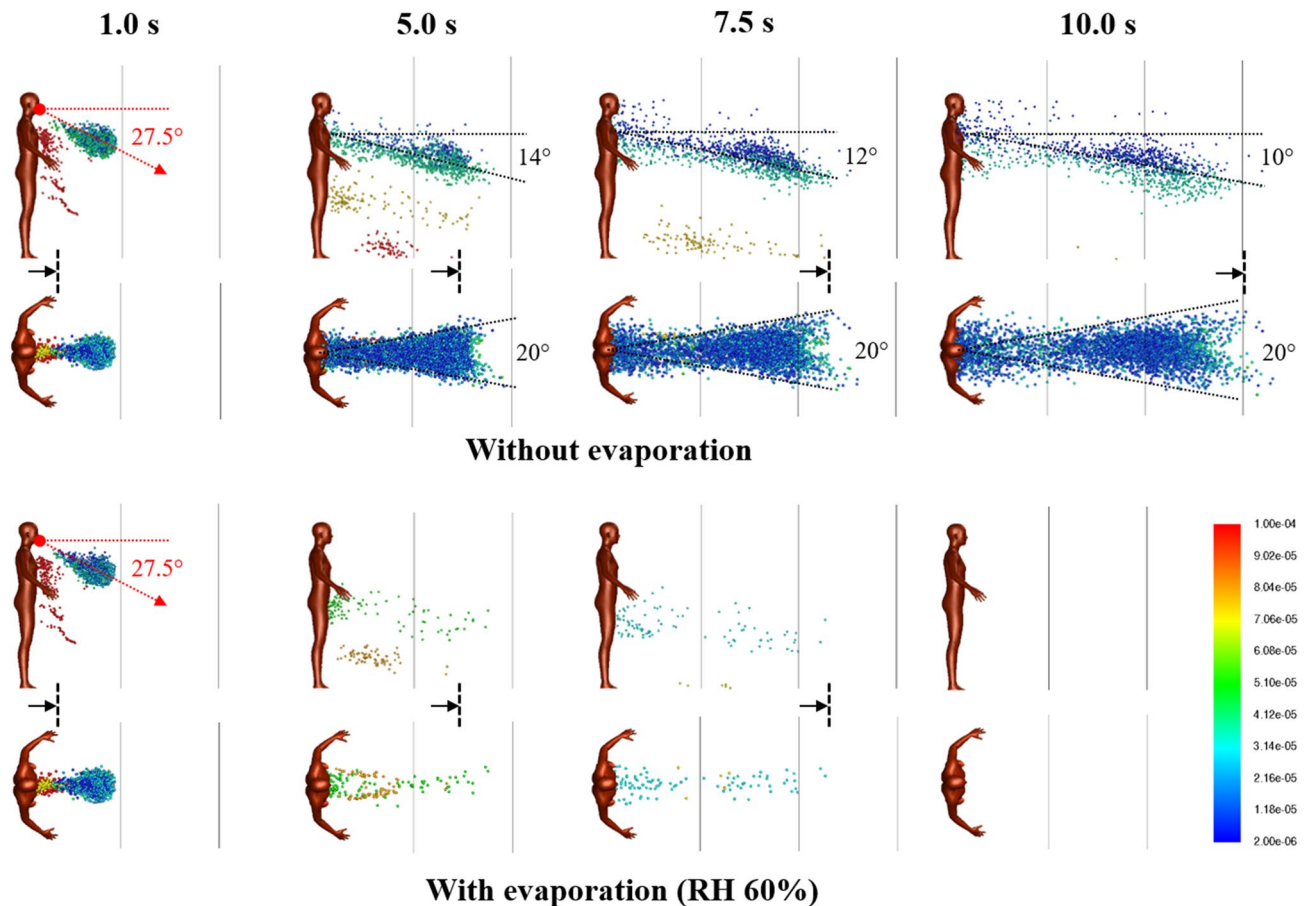 1.0 s
5.0 s
7.5 s
10.0 s
27.5°
14°
12°
10°
20°
20°
20°
Without evaporation
27.5°
1.00e-04
9.02e-05
8.04e-05
7.06e-05
6.08e-05
5.10e-05
4.12e-05
3.14e-05
2.16e-05
1.18e-05
2.00e-06
With evaporation (RH 60%)